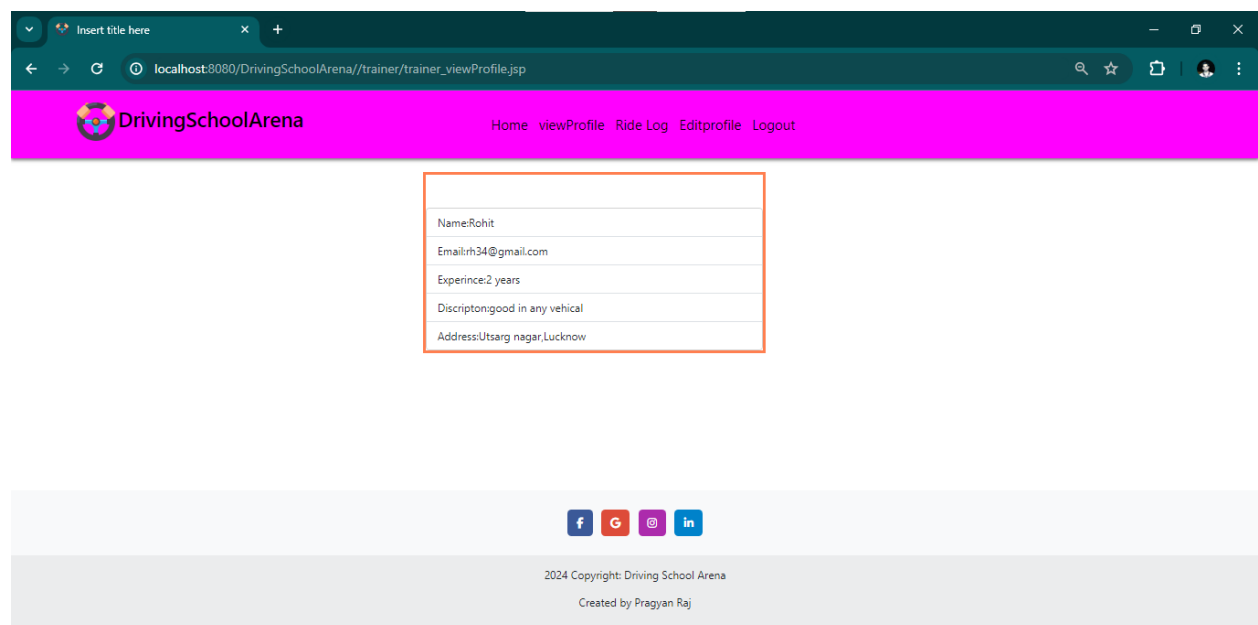 Insert title here
localhost:8080/DrivingSchoolArena//trainer/trainer_viewProfile.jsp
DrivingSchoolArena
Home viewProfile Ride Log Editprofile Logout
Name:Rohit
Email:rh34@gmail.com
Experince:2 years
Discripton:good in any vehical
Address:Utsarg nagar,Lucknow
f G in
2024 Copyright: Driving School Arena
Created by Pragyan Raj